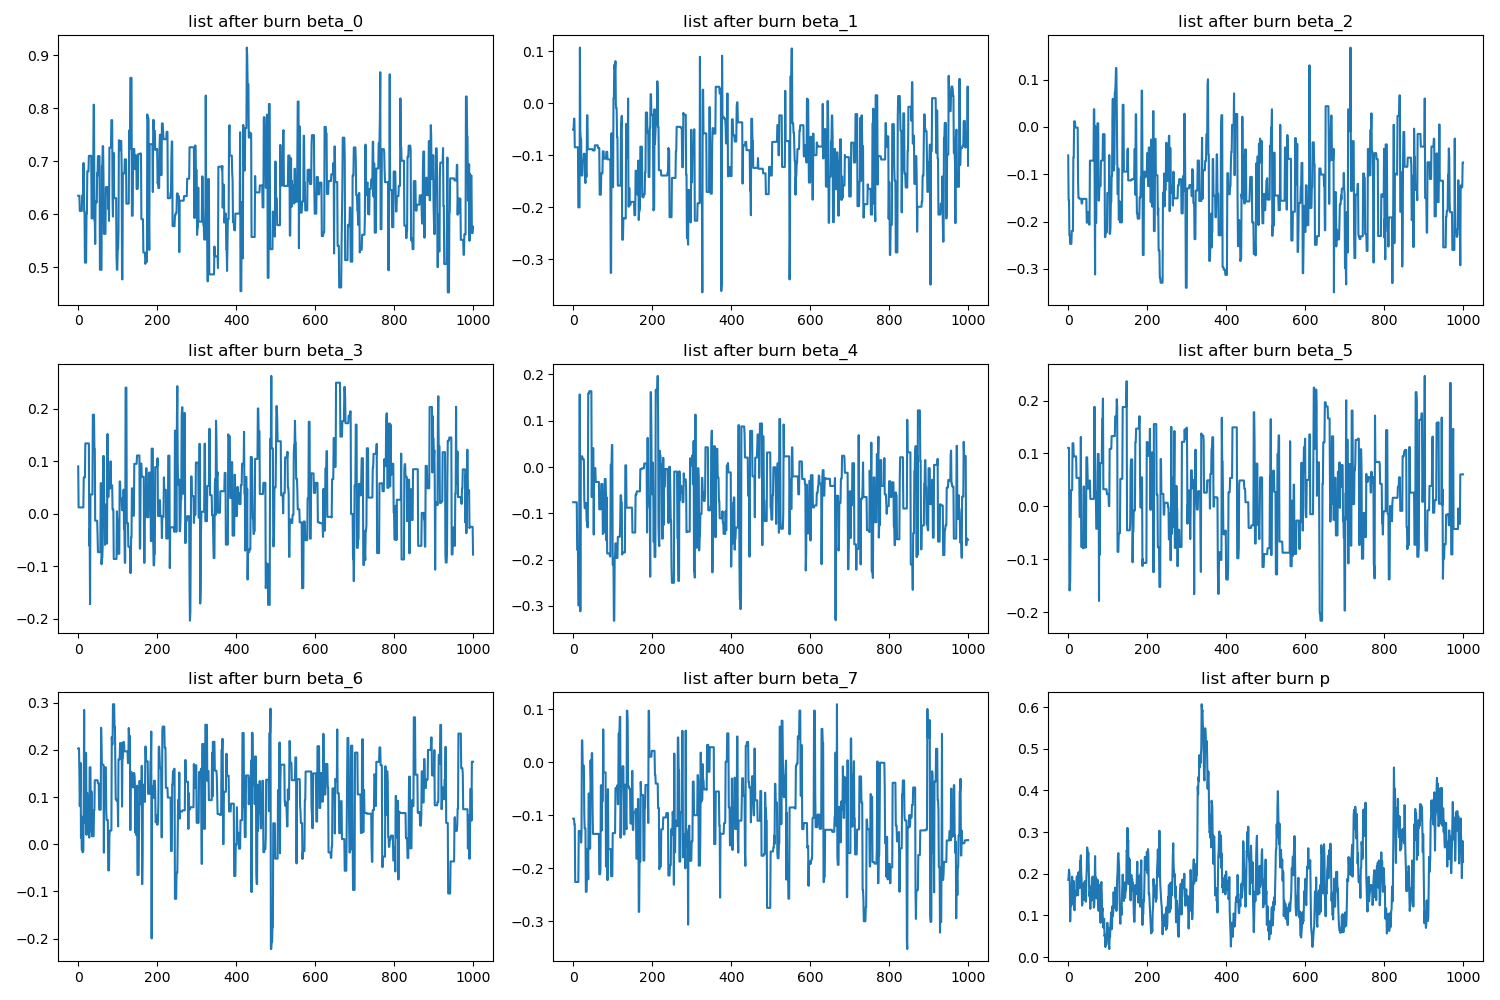 list after burn beta_0
list after burn beta_1
list after burn beta_2
0.9
0.8
0.7
0.6
0.5
0 200 400 600 800 1000
0.1
0.0
−0.1
−0.2
−0.3
0 200 400 600 800 1000
0.1
0.0
−0.1
−0.2
−0.3
0 200 400 600 800 1000
list after burn beta_3
list after burn beta_4
list after burn beta_5
0.2
0.1
0.0
−0.1
−0.2
0 200 400 600 800 1000
0.2
0.1
0.0
−0.1
−0.2
−0.3
0 200 400 600 800 1000
0.2
0.1
0.0
−0.1
−0.2
0 200 400 600 800 1000
list after burn beta_6
list after burn beta_7
list after burn p
0.3
0.2
0.1
0.0
−0.1
−0.2
0 200 400 600 800 1000
0.1
0.0
−0.1
−0.2
−0.3
0 200 400 600 800 1000
0.6
0.5
0.4
0.3
0.2
0.1
0.0
0 200 400 600 800 1000